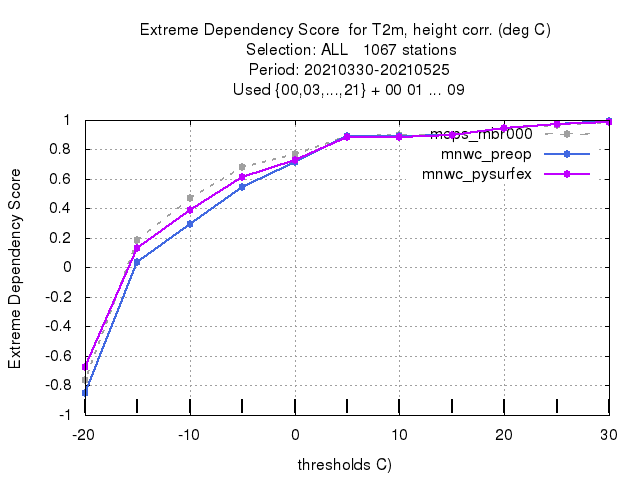 Extreme Dependency Score for T2m, height corr. (deg C)
Selection: ALL 1067 stations
Period: 20210330-20210525
Used {00,03,...,21} + 00 01 ... 09
Extreme Dependency Score
1
0.8
0.6
0.4
0.2
0
-0.2
-0.4
-0.6
-0.8
-1
meps_mbr000
mnwc_preop
mnwc_pysurfex
-20 -10 0 10 20 30
thresholds C)